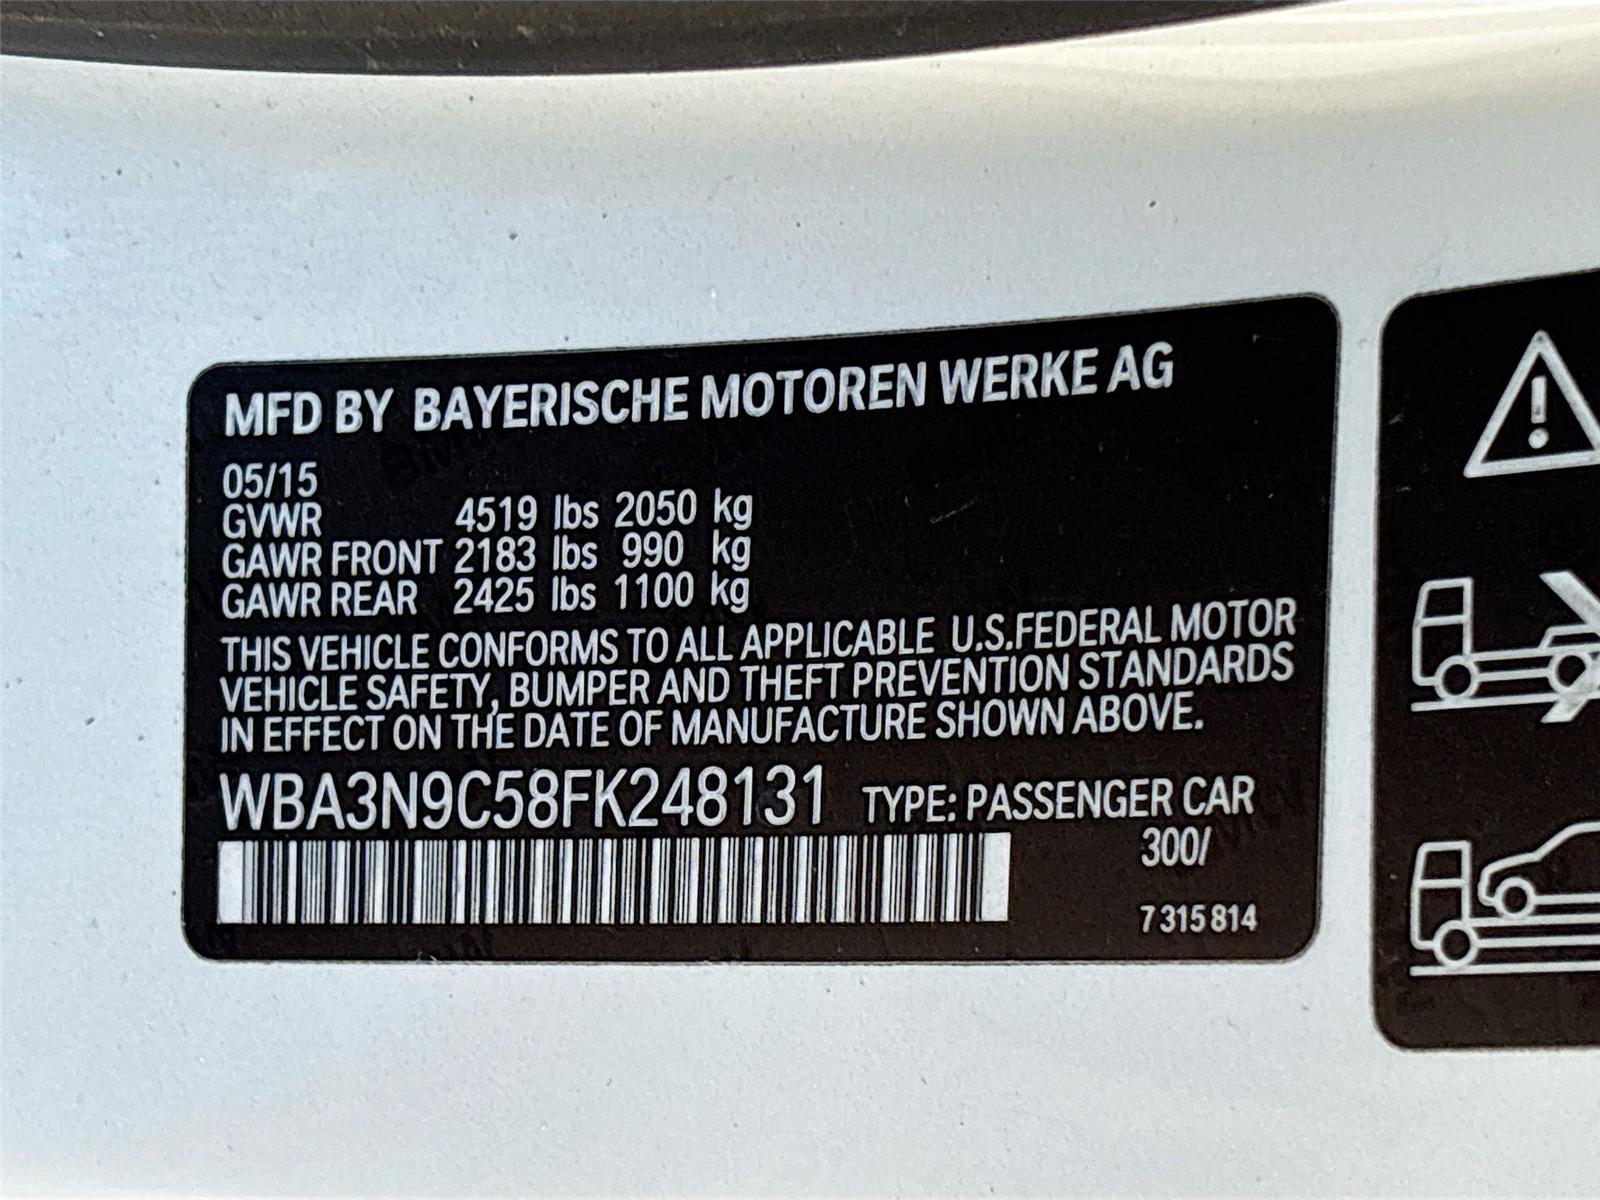 MFD BY BAYERISCHE MOTOREN WERKE AG
05/15
GVWR 4519 lbs 2050 kg
GAWR FRONT 2183 lbs 990 kg
GAWR REAR 2425 lbs 1100 kg
THIS VEHICLE CONFORMS TO ALL APPLICABLE U.S.FEDERAL MOTOR
VEHICLE SAFETY, BUMPER AND THEFT PREVENTION STANDARDS
IN EFFECT ON THE DATE OF MANUFACTURE SHOWN ABOVE.
WBA3N9C58FK248131 TYPE: PASSENGER CAR
300/
7 315 814